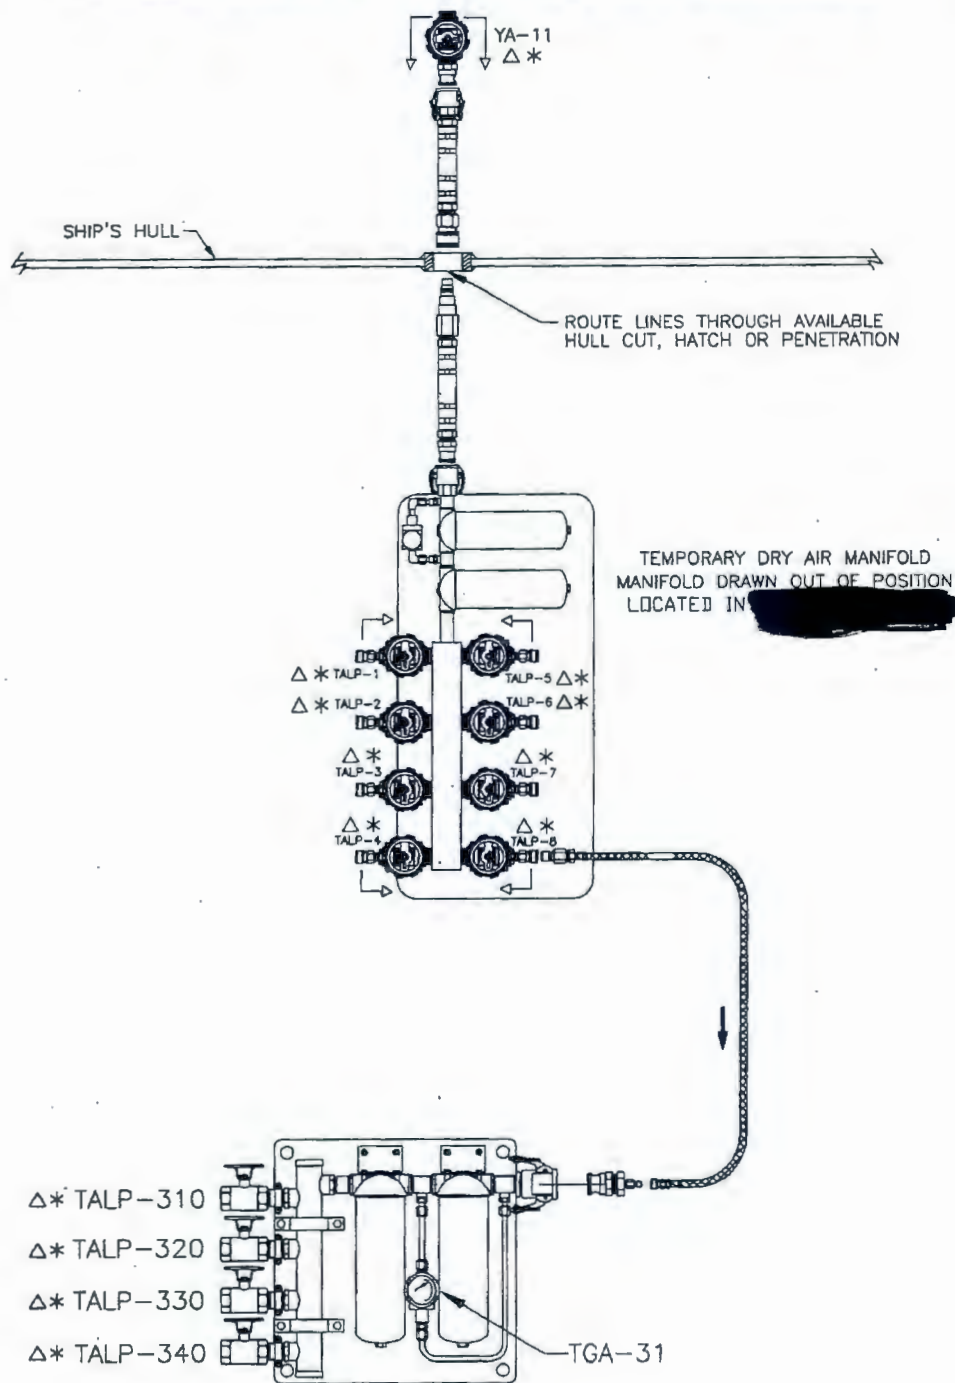 YA-11
△ *
SHIP'S HULL
ROUTE LINES THROUGH AVAILABLE
HULL CUT, HATCH OR PENETRATION
TEMPORARY DRY AIR MANIFOLD
MANIFOLD DRAWN OUT OF POSITION
LOCATED IN
△ * TALP-1
TALP-5 △ *
△ * TALP-2
TALP-6 △ *
△ *
TALP-3
△ *
TALP-7
△ *
TALP-4
△ *
TALP-8
△* TALP-310
△* TALP-320
△* TALP-330
△* TALP-340
TGA-31